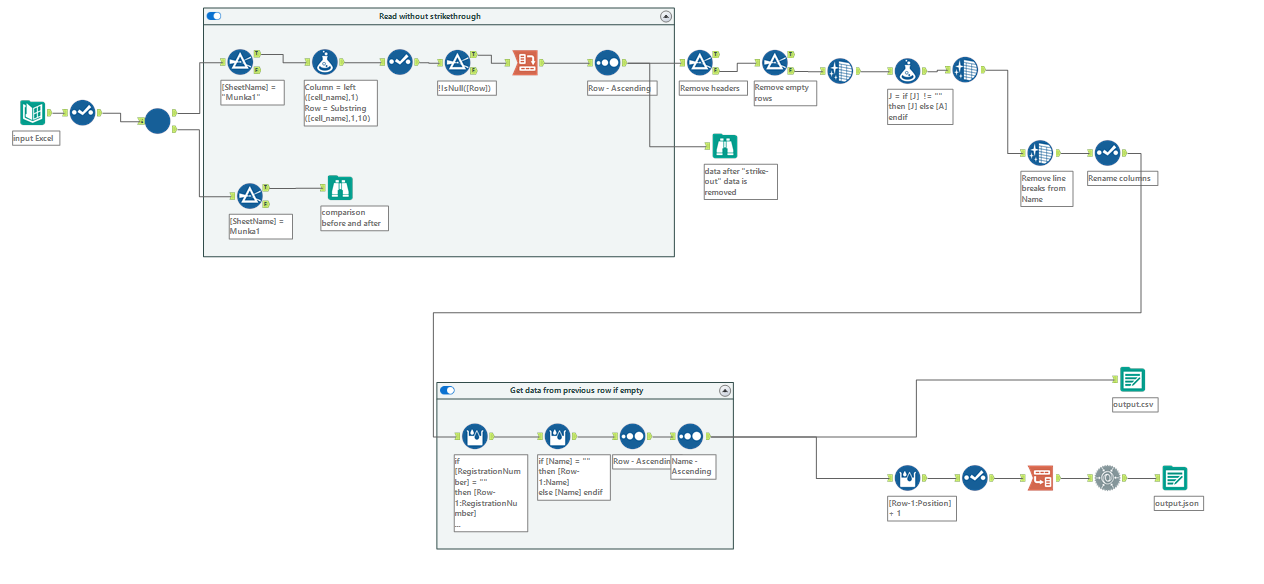 Read without strikethrough
[SheetName] =
"Munka1"
Column = left
([cell_name],1)
Row = Substring
([cell_name],1,10)
!IsNull([Row])
Row - Ascending
Remove headers
Remove empty
rows
J = if [J] != ""
then [J] else [A]
endif
input Excel
data after "strike-
out" data is
removed
Remove line
breaks from
Name
Rename columns
[SheetName] =
Munka1
comparison
before and after
Get data from previous row if empty
output.csv
if
[RegistrationNum
ber] = ""
then [Row-
1:RegistrationNu
mber]
...
if [Name] = ""
then [Row-
1:Name]
else [Name] endif
Row - Ascendin
Name -
Ascending
[Row-1:Position]
+ 1
output.json